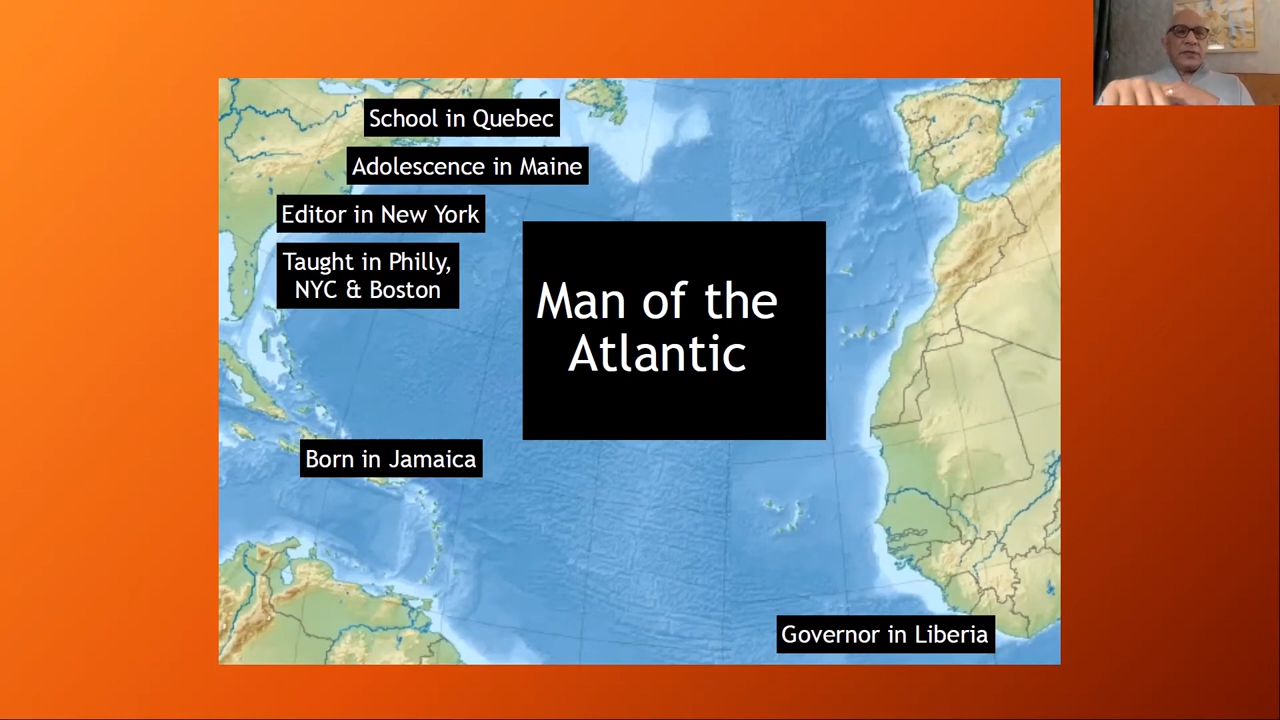 School in Quebec
Adolescence in Maine
Editor in New York
Taught in Philly,
NYC & Boston
Man of the
Atlantic
Born in Jamaica
Governor in Liberia